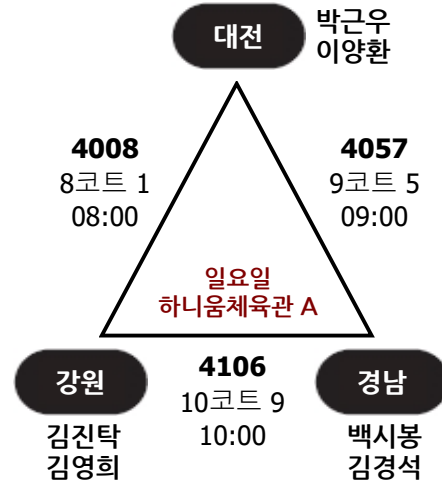 대전
박근우
이양환
4008
8코트 1
08:00
4057
9코트 5
09:00
일요일
하니움체육관 A
강원
김진탁
김영희
4106
10코트 9
10:00
경남
백시봉
김경석